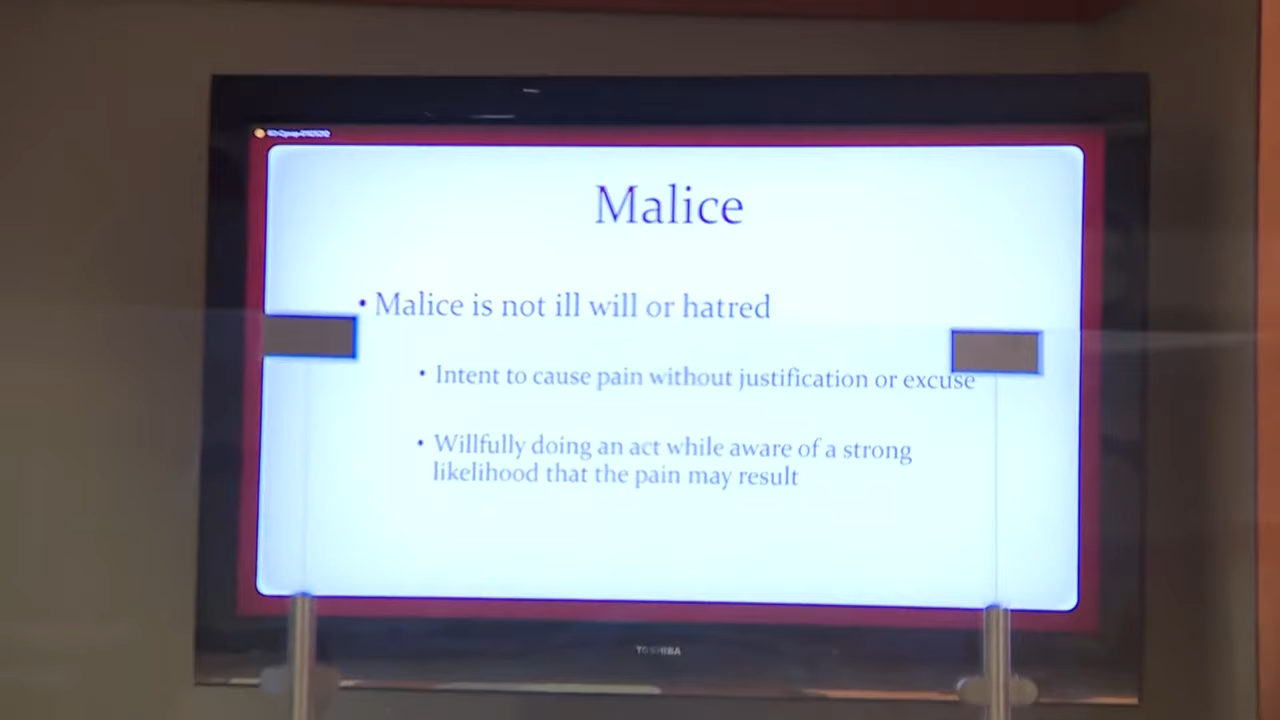 Malice
• Malice is not ill will or hatred
• Intent to cause pain without justification or excuse
• Willfully doing an act while aware of a strong
likelihood that the pain may result
TOSHIBA